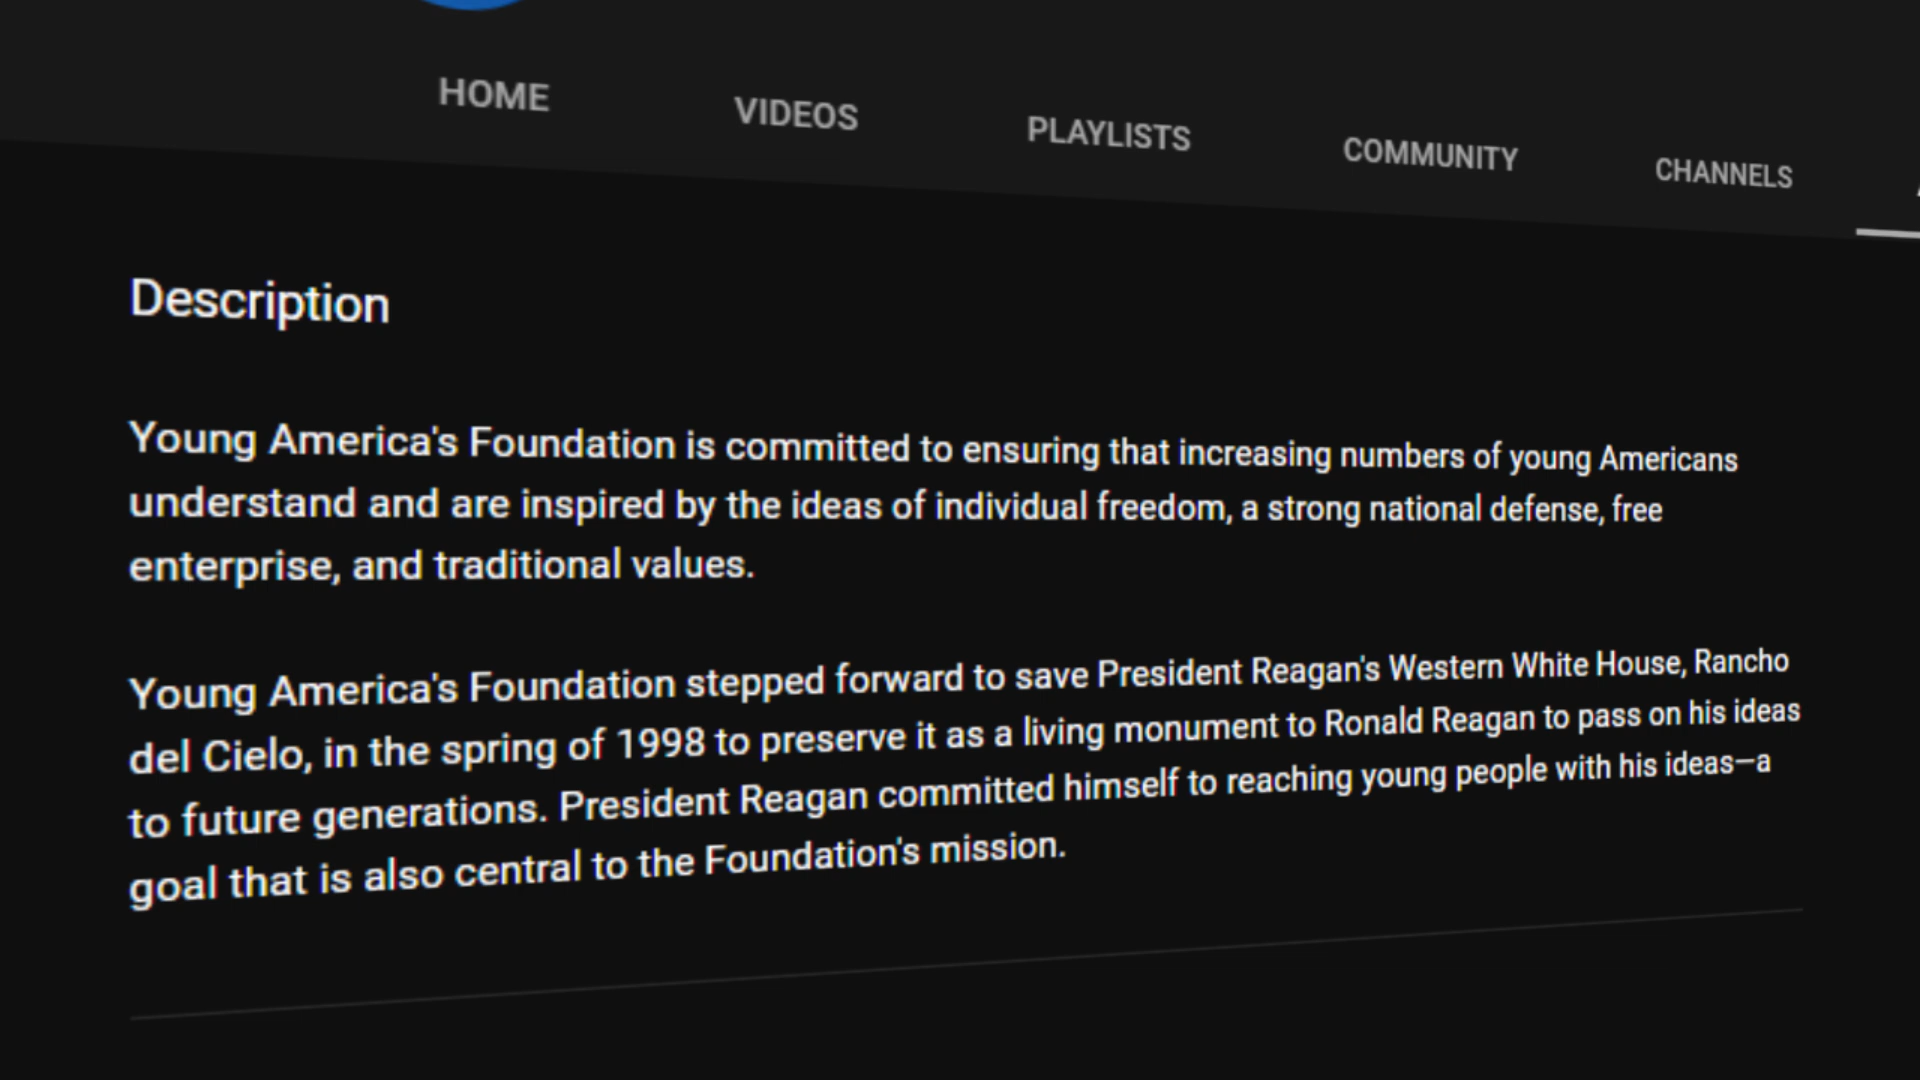 HOME VIDEOS PLAYLISTS COMMUNITY CHANNELS
Description
Young America's Foundation is committed to ensuring that increasing numbers of young Americans
understand and are inspired by the ideas of individual freedom, a strong national defense, free
enterprise, and traditional values.
Young America's Foundation stepped forward to save President Reagan's Western White House, Rancho
del Cielo, in the spring of 1998 to preserve it as a living monument to Ronald Reagan to pass on his ideas
to future generations. President Reagan committed himself to reaching young people with his ideas—a
goal that is also central to the Foundation's mission.